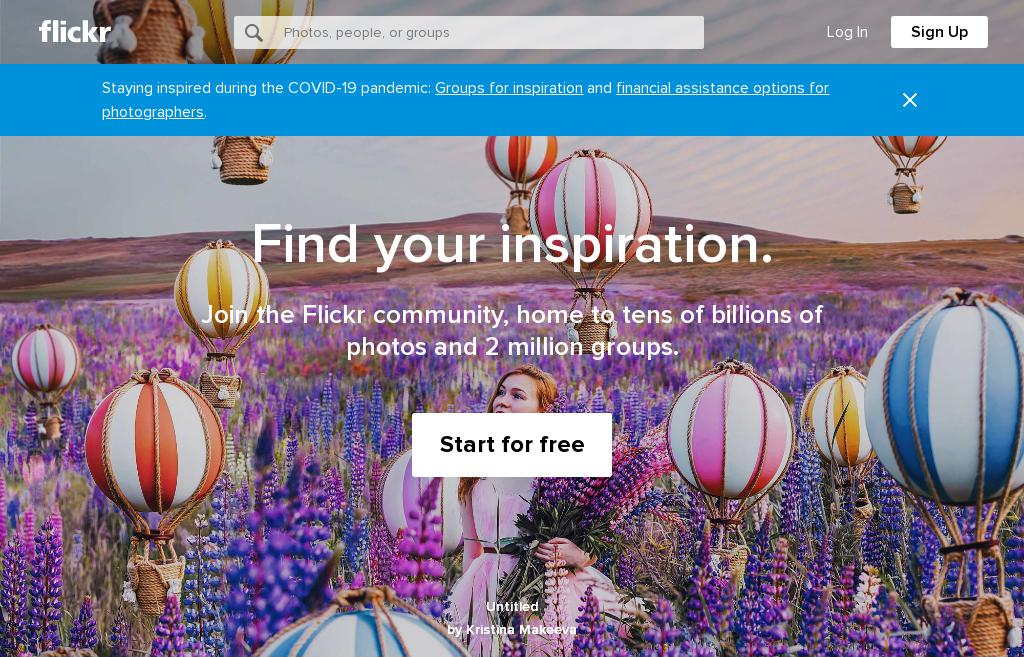 flickr
Photos, people, or groups
Log In
Sign Up
Staying inspired during the COVID-19 pandemic: Groups for inspiration and financial assistance options for
photographers.
Find your inspiration.
Join the Flickr community, home to tens of billions of
photos and 2 million groups.
Start for free
Untitled
by Kristina Makeeva